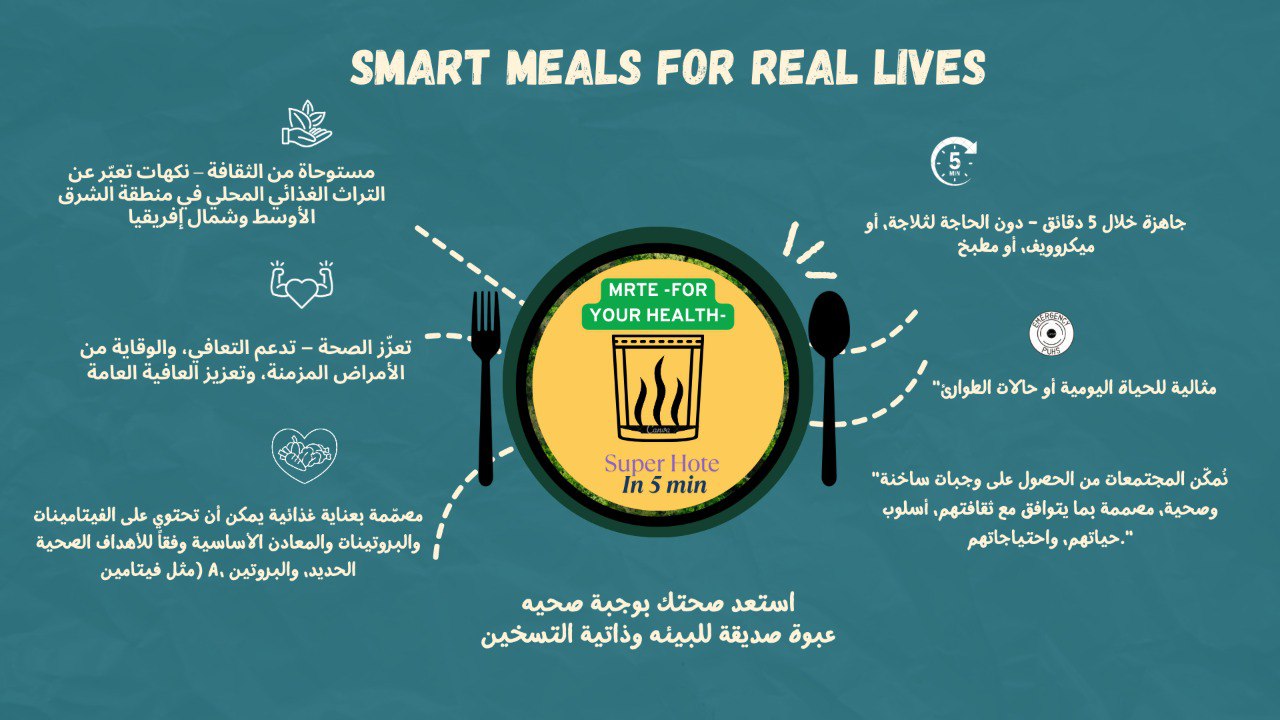 SMART MEALS FOR REAL LIVES
مستوحاة من الثقافة – نكهات تعبّر عن
التراث الغذائي المحلي في منطقة الشرق
الأوسط وشمال إفريقيا
تعزّز الصحة – تدعم التعافي، والوقاية من
الأمراض المزمنة، وتعزيز العافية العامة
مصمّمة بعناية غذائية يمكن أن تحتوي على الفيتامينات
والبروتينات والمعادن الأساسية وفقاً للأهداف الصحية
الحديد، والبروتين ,A (مثل فيتامين
MRTE -FOR
YOUR HEALTH-
Canva
Super Hote
In 5 min
5
MIN
جاهزة خلال 5 دقائق – دون الحاجة لثلاجة، أو
ميكروويف، أو مطبخ
EMERGENCY
PUHS
مثالية للحياة اليومية أو حالات الطوارئ"
"نُمكّن المجتمعات من الحصول على وجبات ساخنة
وصحية، مصممة بما يتوافق مع ثقافتهم، أسلوب
حياتهم، واحتياجاتهم."
استعد صحتك بوجبة صحيه
عبوة صديقة للبيئه وذاتية التسخين